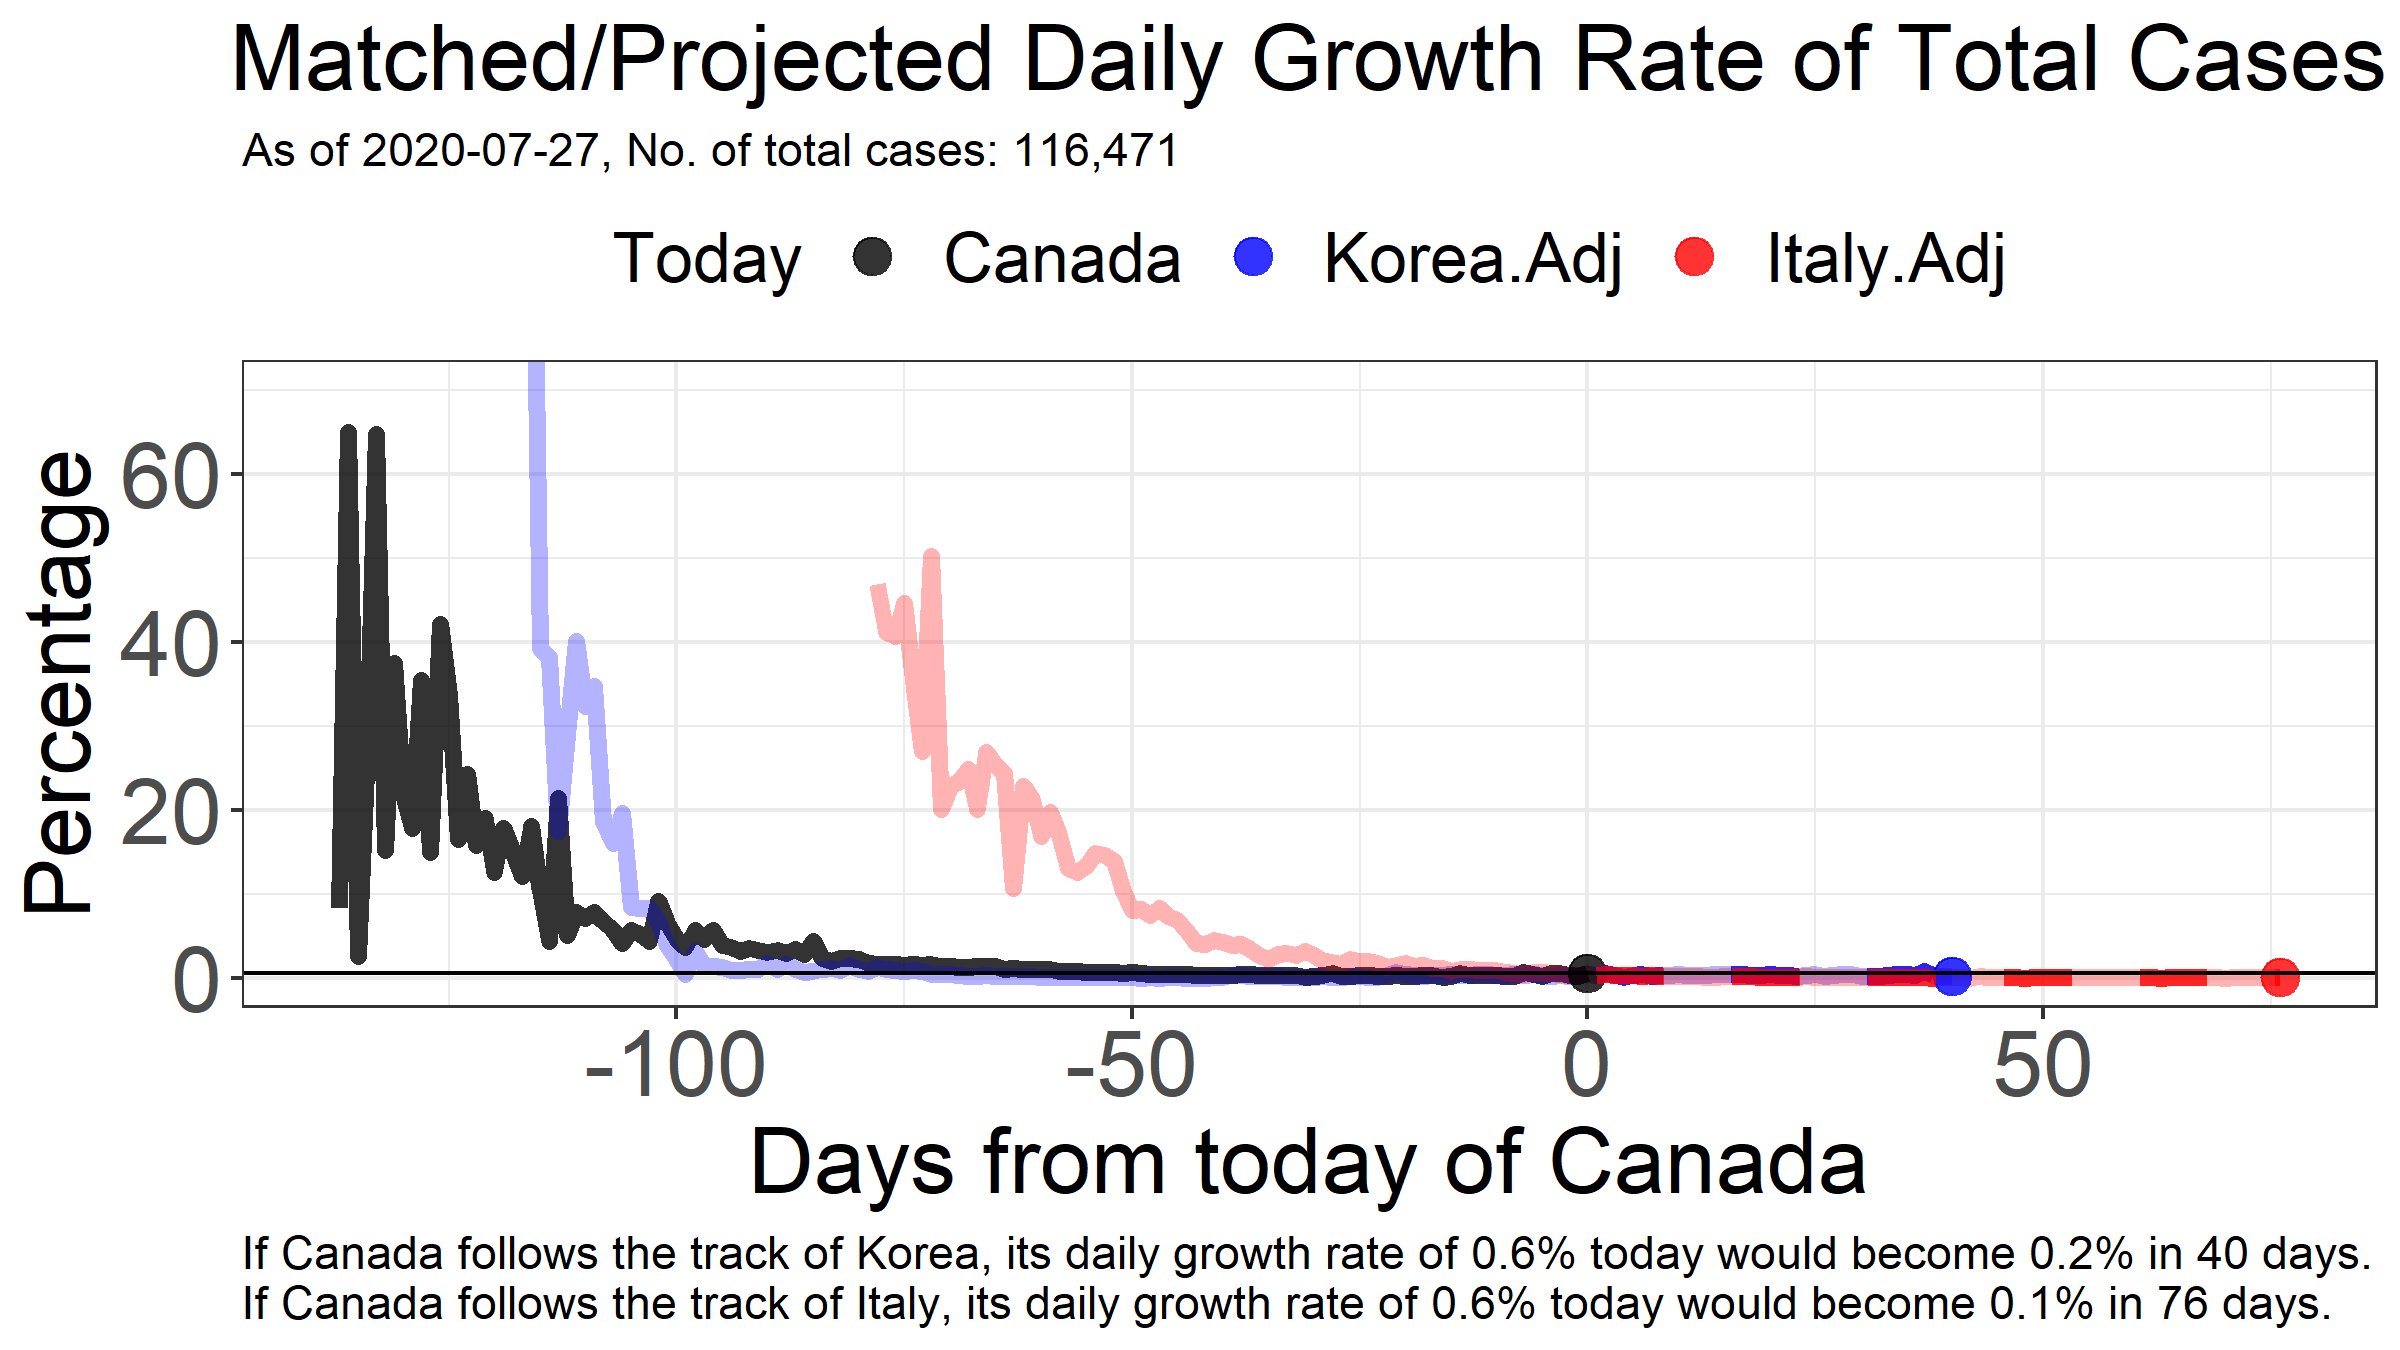 Matched/Projected Daily Growth Rate of Total Cases
As of 2020-07-27, No. of total cases: 116,471
Today Canada Korea.Adj Italy.Adj
Percentage
60
40
20
0
-100 -50 0 50
Days from today of Canada
If Canada follows the track of Korea, its daily growth rate of 0.6% today would become 0.2% in 40 days.
If Canada follows the track of Italy, its daily growth rate of 0.6% today would become 0.1% in 76 days.